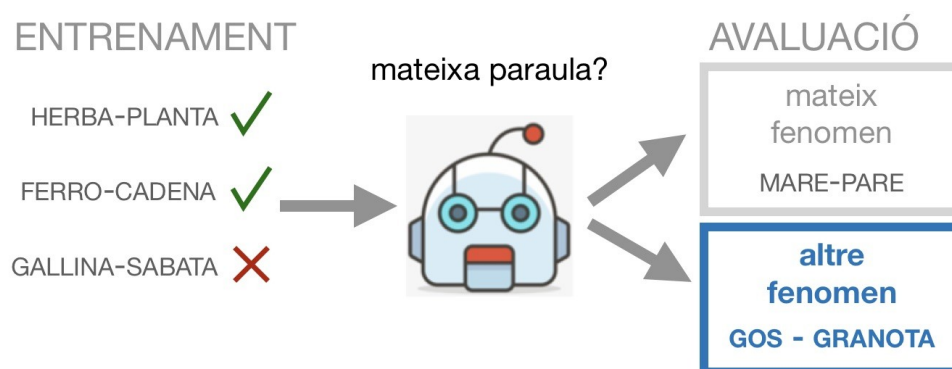 ENTRENAMENT
HERBA-PLANTA
FERRO-CADENA
GALLINA-SABATA
mateixa paraula?
AVALUACIÓ
mateix
fenomen
MARE-PARE
altre
fenomen
GOS - GRANOTA